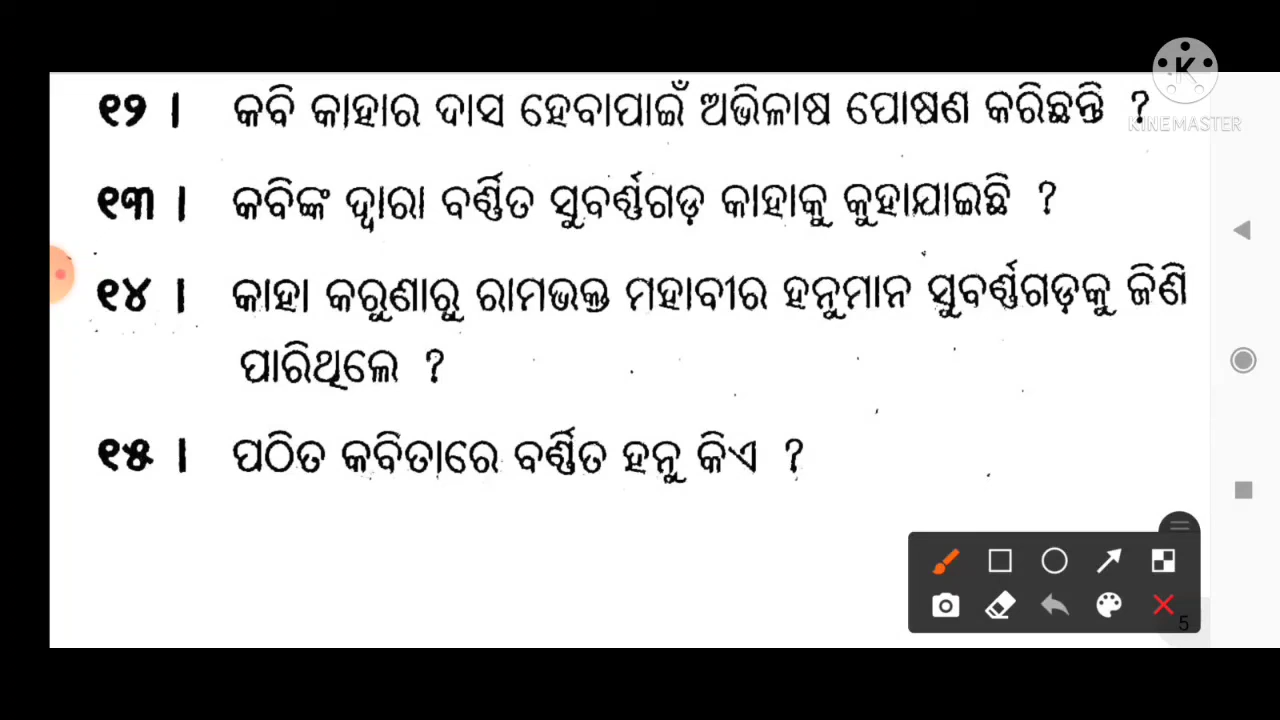 ୧୨ । କବି କାହାର ଦାସ ହେବାପାଇଁ ଅଭିଳାଷ ପୋଷଣ କରିଛନ୍ତି ?
KINEMASTER
୧୩ । କବିଙ୍କ ଦ୍ୱାରା ବର୍ଣ୍ଣିତ ସୁବର୍ଣ୍ଣଗଡ଼ କାହାକୁ କୁହାଯାଇଛି ?
୧୪ । କାହା କରୁଣାରୁ ରାମଭକ୍ତ ମହାବୀର ହନୁମାନ ସୁବର୍ଣ୍ଣଗଡ଼କୁ ଜିଣି
ପାରିଥିଲେ ?
୧୫ । ପଠିତ କବିତାରେ ବର୍ଣ୍ଣିତ ହନୁ କିଏ ?
5